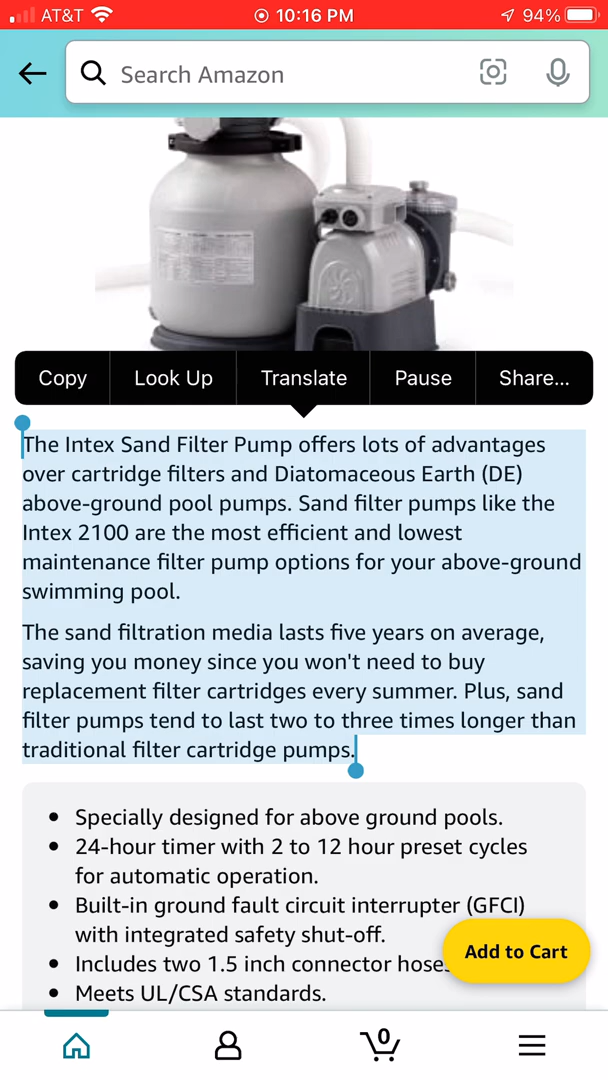 AT&T
10:16 PM
94%
Search Amazon
Copy
Look Up
Translate
Pause
Share...
The Intex Sand Filter Pump offers lots of advantages
over cartridge filters and Diatomaceous Earth (DE)
above-ground pool pumps. Sand filter pumps like the
Intex 2100 are the most efficient and lowest
maintenance filter pump options for your above-ground
swimming pool.
The sand filtration media lasts five years on average,
saving you money since you won't need to buy
replacement filter cartridges every summer. Plus, sand
filter pumps tend to last two to three times longer than
traditional filter cartridge pumps.
• Specially designed for above ground pools.
• 24-hour timer with 2 to 12 hour preset cycles
for automatic operation.
• Built-in ground fault circuit interrupter (GFCI)
with integrated safety shut-off.
• Includes two 1.5 inch connector hose
• Meets UL/CSA standards.
Add to Cart
0